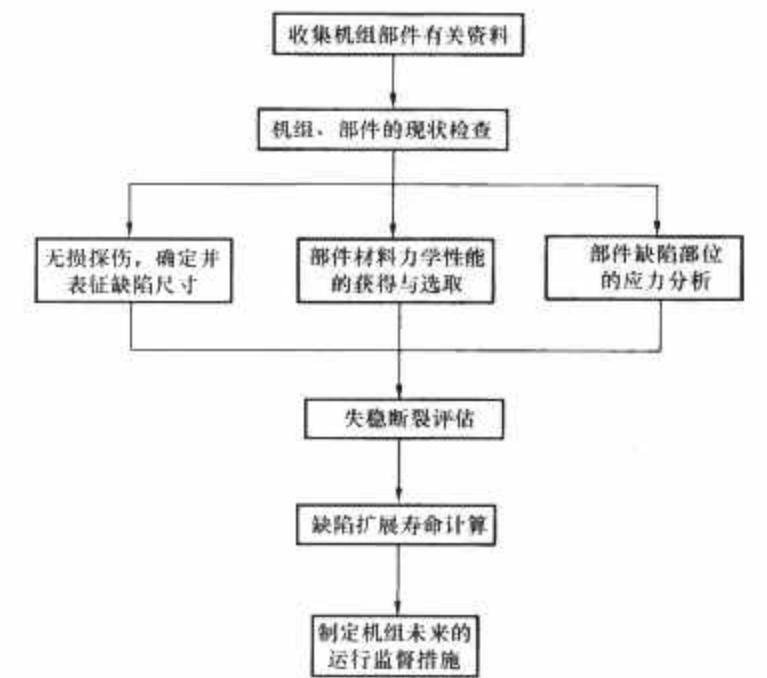 收集机组部件有关资料
机组、部件的现状检查
无损探伤，确定并
表征缺陷尺寸
部件材料力学性能
的获得与选取
部件缺陷部位
的应力分析
失稳断裂评估
缺陷扩展寿命计算
制定机组未来的
运行监督措施